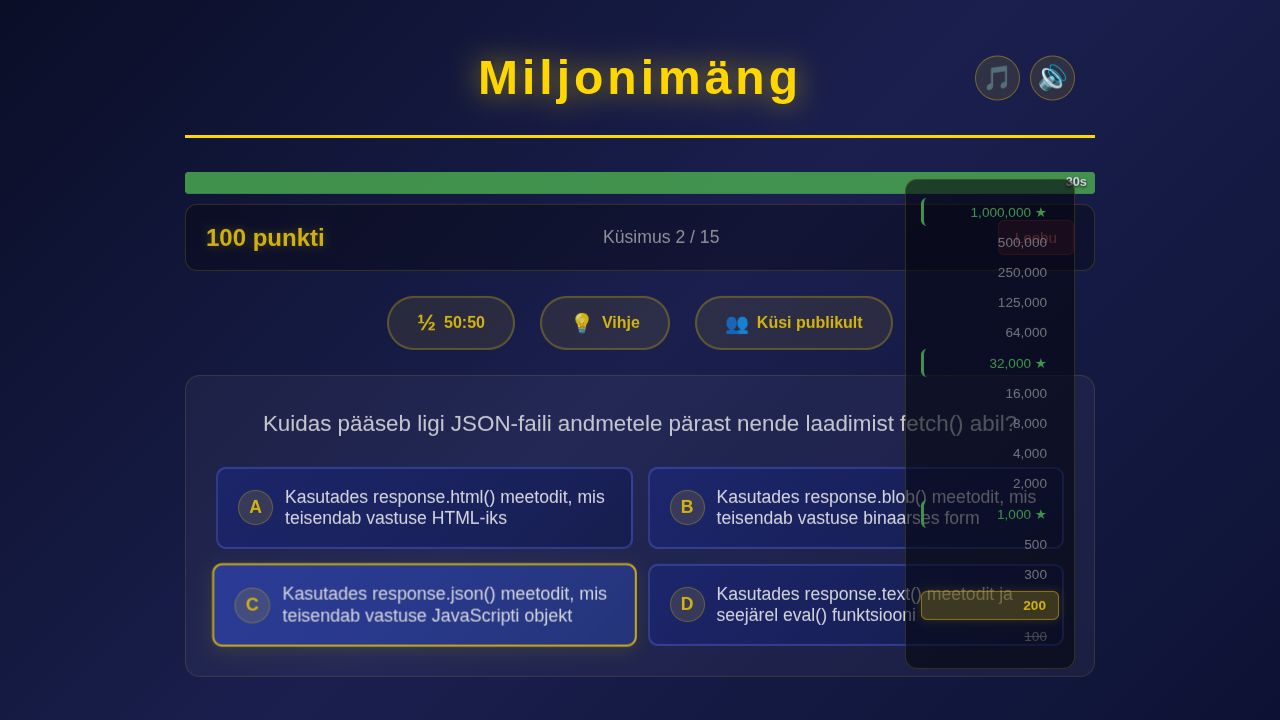 Miljonimäng
30s
100 punkti
Küsimus 2 / 15
Loobu
½ 50:50
Vihje
Küsi publikult
Kuidas pääseb ligi JSON-faili andmetele pärast nende laadimist fetch() abil?
A
Kasutades response.html() meetodit, mis
teisendab vastuse HTML-iks
B
Kasutades response.blob() meetodit, mis
teisendab vastuse binaarses form
C
Kasutades response.json() meetodit, mis
teisendab vastuse JavaScripti objekt
D
Kasutades response.text() meetodit ja
seejärel eval() funktsiooni
1,000,000 ★
500,000
250,000
125,000
64,000
32,000 ★
16,000
8,000
4,000
2,000
1,000 ★
500
300
200
100